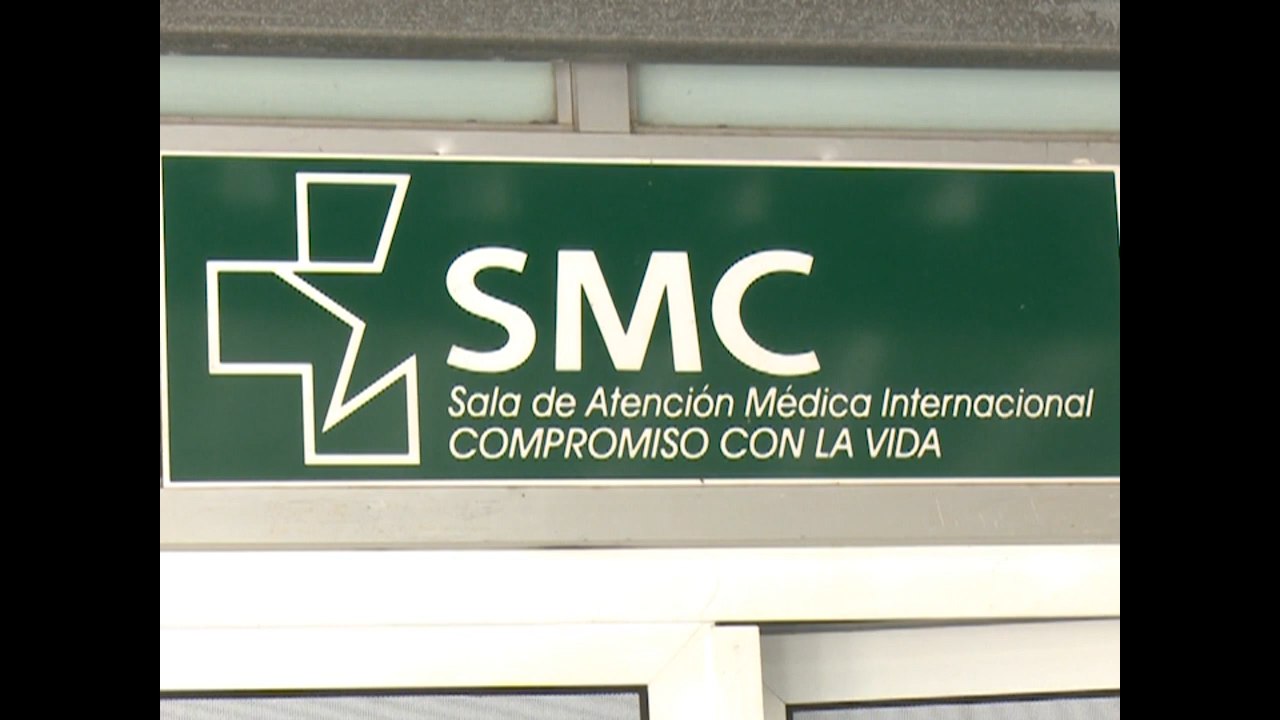 SMC
Sala de Atención Médica Internacional
COMPROMISO CON LA VIDA